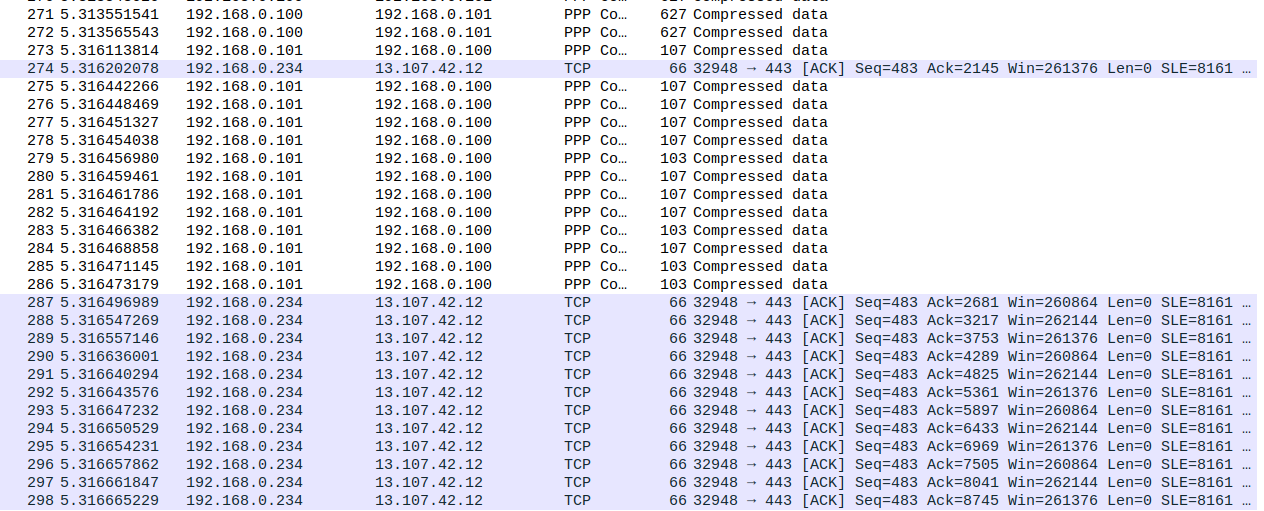 271 5.313551541 192.168.0.100 192.168.0.101 PPP Co… 627 Compressed data
272 5.313565543 192.168.0.100 192.168.0.101 PPP Co… 627 Compressed data
273 5.316113814 192.168.0.101 192.168.0.100 PPP Co… 107 Compressed data
274 5.316202078 192.168.0.234 13.107.42.12 TCP 66 32948 → 443 [ACK] Seq=483 Ack=2145 Win=261376 Len=0 SLE=8161 …
275 5.316442266 192.168.0.101 192.168.0.100 PPP Co… 107 Compressed data
276 5.316448469 192.168.0.101 192.168.0.100 PPP Co… 107 Compressed data
277 5.316451327 192.168.0.101 192.168.0.100 PPP Co… 107 Compressed data
278 5.316454038 192.168.0.101 192.168.0.100 PPP Co… 107 Compressed data
279 5.316456980 192.168.0.101 192.168.0.100 PPP Co… 103 Compressed data
280 5.316459461 192.168.0.101 192.168.0.100 PPP Co… 107 Compressed data
281 5.316461786 192.168.0.101 192.168.0.100 PPP Co… 107 Compressed data
282 5.316464192 192.168.0.101 192.168.0.100 PPP Co… 107 Compressed data
283 5.316466382 192.168.0.101 192.168.0.100 PPP Co… 103 Compressed data
284 5.316468858 192.168.0.101 192.168.0.100 PPP Co… 107 Compressed data
285 5.316471145 192.168.0.101 192.168.0.100 PPP Co… 103 Compressed data
286 5.316473179 192.168.0.101 192.168.0.100 PPP Co… 103 Compressed data
287 5.316496989 192.168.0.234 13.107.42.12 TCP 66 32948 → 443 [ACK] Seq=483 Ack=2681 Win=260864 Len=0 SLE=8161 …
288 5.316547269 192.168.0.234 13.107.42.12 TCP 66 32948 → 443 [ACK] Seq=483 Ack=3217 Win=262144 Len=0 SLE=8161 …
289 5.316557146 192.168.0.234 13.107.42.12 TCP 66 32948 → 443 [ACK] Seq=483 Ack=3753 Win=261376 Len=0 SLE=8161 …
290 5.316636001 192.168.0.234 13.107.42.12 TCP 66 32948 → 443 [ACK] Seq=483 Ack=4289 Win=260864 Len=0 SLE=8161 …
291 5.316640294 192.168.0.234 13.107.42.12 TCP 66 32948 → 443 [ACK] Seq=483 Ack=4825 Win=262144 Len=0 SLE=8161 …
292 5.316643576 192.168.0.234 13.107.42.12 TCP 66 32948 → 443 [ACK] Seq=483 Ack=5361 Win=261376 Len=0 SLE=8161 …
293 5.316647232 192.168.0.234 13.107.42.12 TCP 66 32948 → 443 [ACK] Seq=483 Ack=5897 Win=260864 Len=0 SLE=8161 …
294 5.316650529 192.168.0.234 13.107.42.12 TCP 66 32948 → 443 [ACK] Seq=483 Ack=6433 Win=262144 Len=0 SLE=8161 …
295 5.316654231 192.168.0.234 13.107.42.12 TCP 66 32948 → 443 [ACK] Seq=483 Ack=6969 Win=261376 Len=0 SLE=8161 …
296 5.316657862 192.168.0.234 13.107.42.12 TCP 66 32948 → 443 [ACK] Seq=483 Ack=7505 Win=260864 Len=0 SLE=8161 …
297 5.316661847 192.168.0.234 13.107.42.12 TCP 66 32948 → 443 [ACK] Seq=483 Ack=8041 Win=262144 Len=0 SLE=8161 …
298 5.316665229 192.168.0.234 13.107.42.12 TCP 66 32948 → 443 [ACK] Seq=483 Ack=8745 Win=261376 Len=0 SLE=8161 …